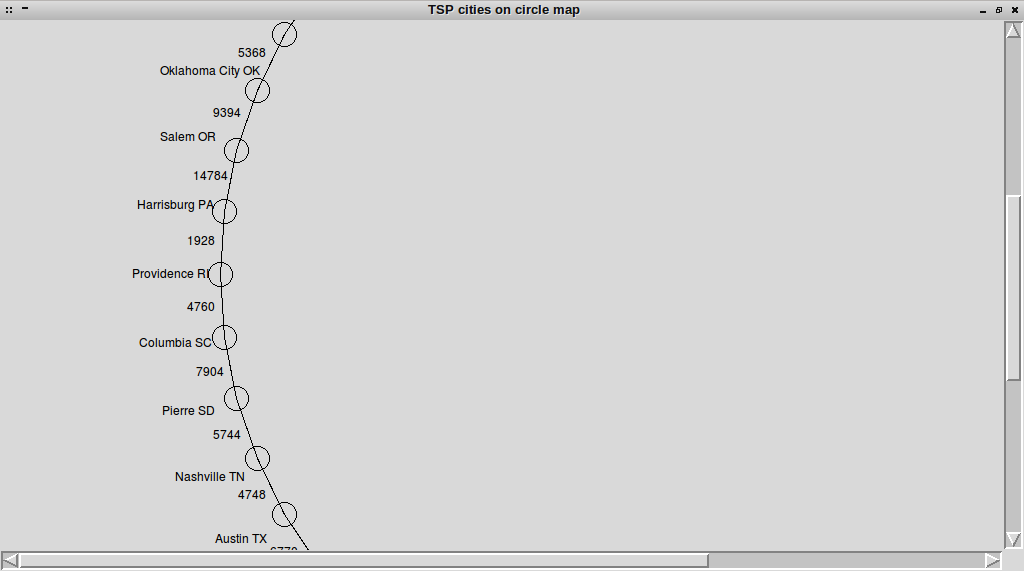 TSP cities on circle map
5368
Oklahoma City OK
9394
Salem OR
14784
Harrisburg PA
1928
Providence RI
4760
Columbia SC
7904
Pierre SD
5744
Nashville TN
4748
Austin TX